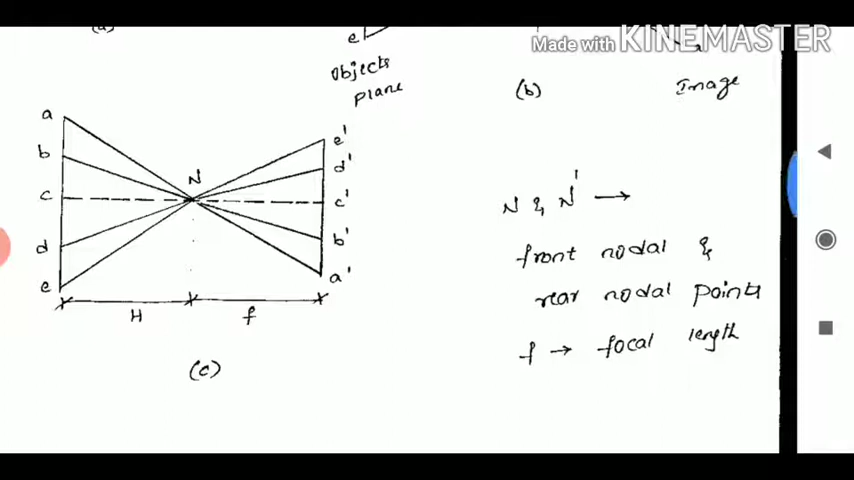 (a)
e
Objects
plane
Made with KINEMASTER
a
(b)
Image
a
b
c
d
e
N
e'
d'
c'
b'
a'
H
f
(c)
N & N' →
front nodal &
rear nodal points
f → focal length